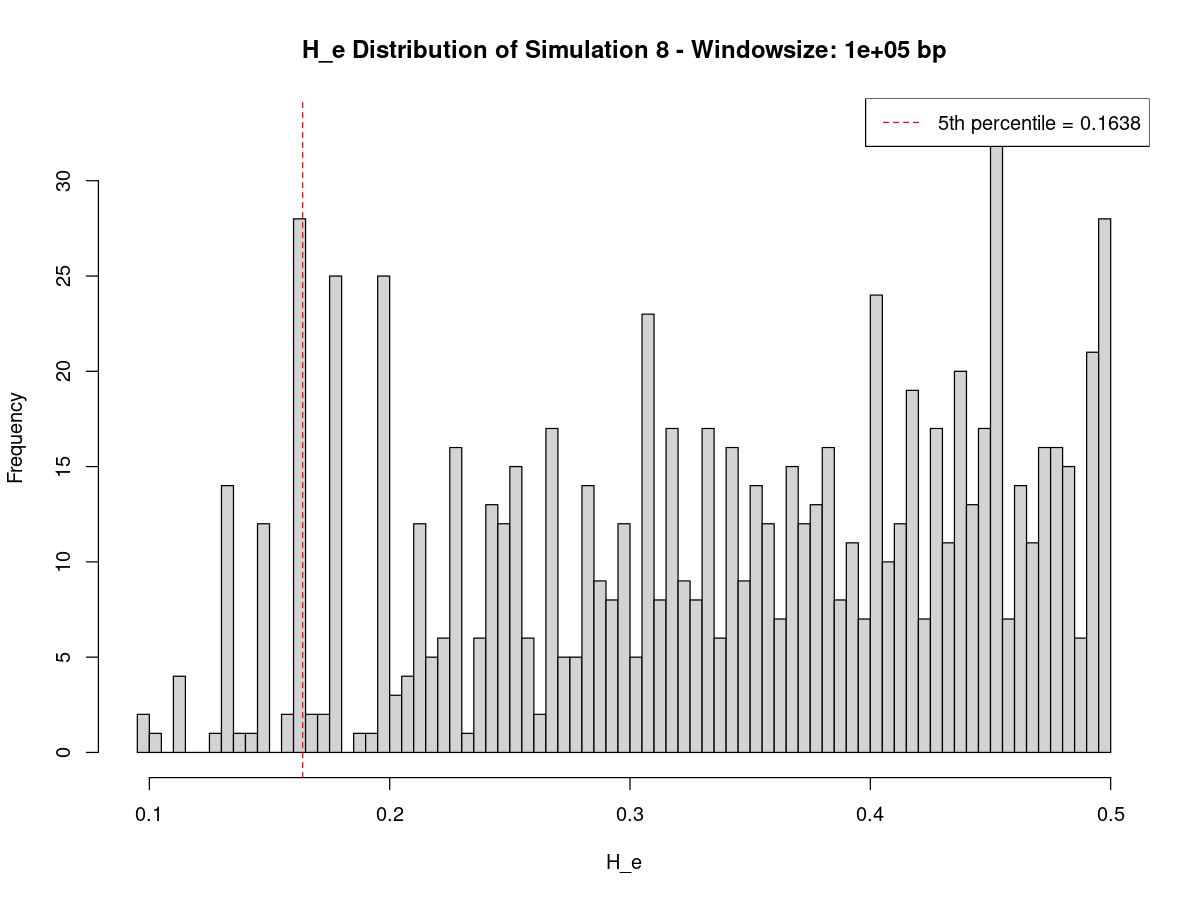 H_e Distribution of Simulation 8 - Windowsize: 1e+05 bp
5th percentile = 0.1638
Frequency
30
25
20
15
10
5
0
0.1 0.2 0.3 0.4 0.5
H_e